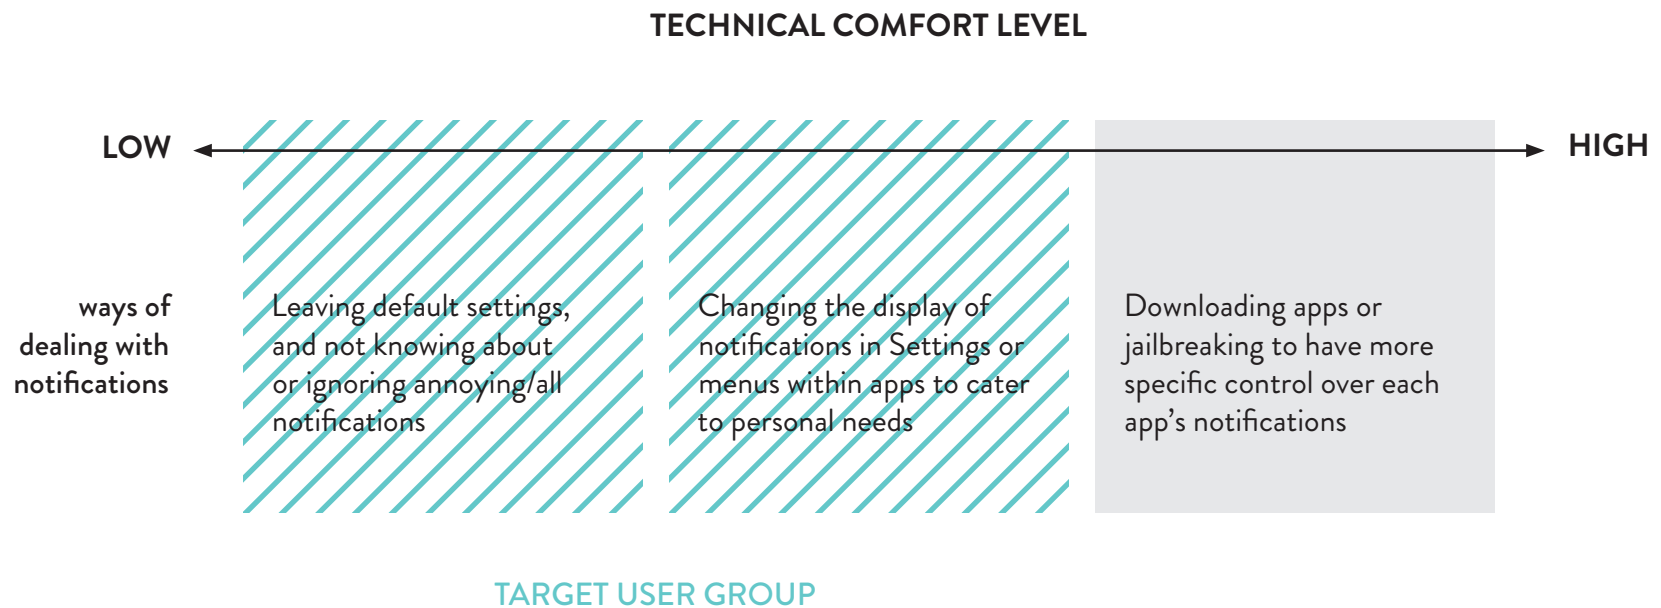 TECHNICAL COMFORT LEVEL
LOW
HIGH
ways of
dealing with
notifications
Leaving default settings,
and not knowing about
or ignoring annoying/all
notifications
Changing the display of
notifications in Settings or
menus within apps to cater
to personal needs
Downloading apps or
jailbreaking to have more
specific control over each
app's notifications
TARGET USER GROUP